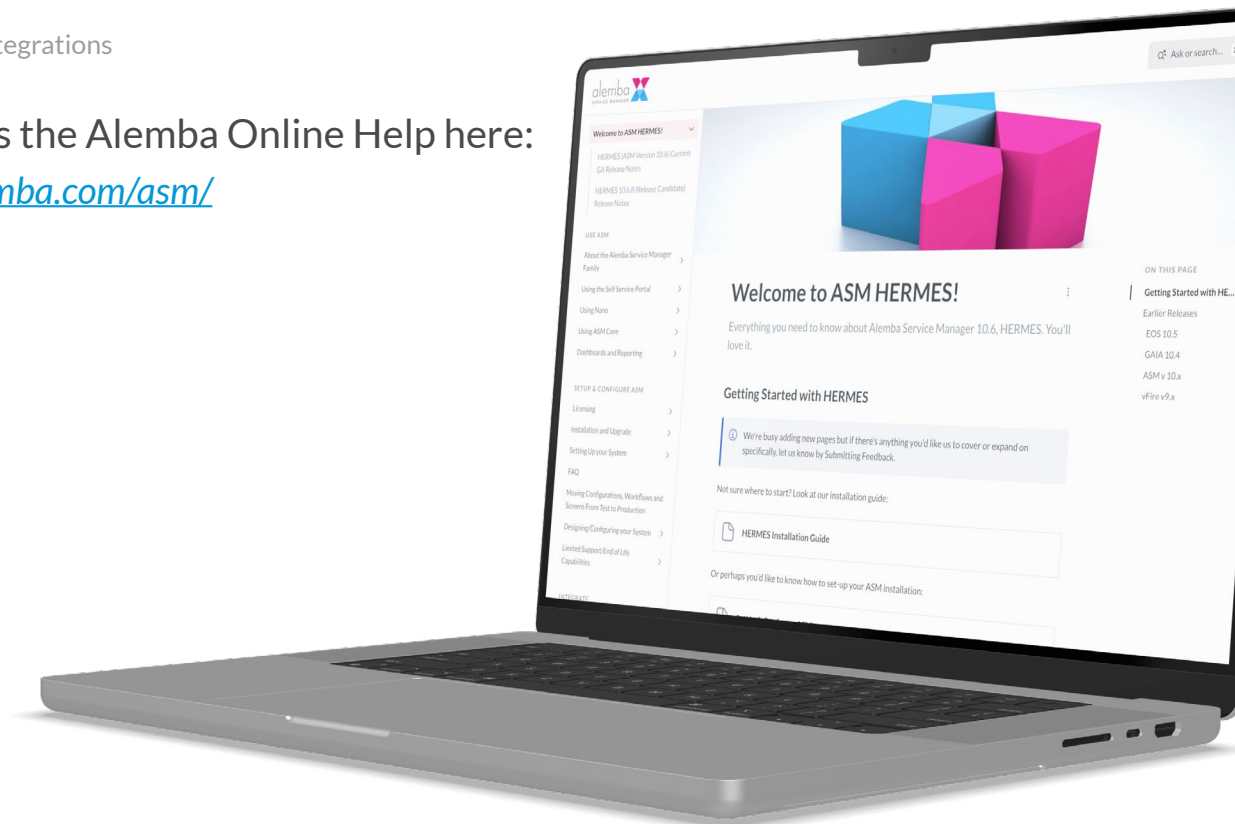 tegrations
s the Alemba Online Help here:
mba.com/asm/
alemba
SERVICE MANAGER
Ask or search...
Welcome to ASM HERMES!
HERMES (ASM Version 10.6) Current
GA Release Notes
HERMES 10.6.8 (Release Candidate)
Release Notes
USE ASM
About the Alemba Service Manager
Family
Using the Self Service Portal
Using Nano
Using ASM Core
Dashboards and Reporting
SETUP & CONFIGURE ASM
Licensing
Installation and Upgrade
Setting Up your System
FAQ
Moving Configurations, Workflows and
Screens From Test to Production
Designing/Configuring your System
Limited Support/End of Life
Capabilities
INTEGRATE
Welcome to ASM HERMES!
Everything you need to know about Alemba Service Manager 10.6, HERMES. You'll
love it.
Getting Started with HERMES
We're busy adding new pages but if there's anything you'd like us to cover or expand on
specifically, let us know by Submitting Feedback.
Not sure where to start? Look at our installation guide:
HERMES Installation Guide
Or perhaps you'd like to know how to set-up your ASM installation:
ON THIS PAGE
Getting Started with HE...
Earlier Releases
EOS 10.5
GAIA 10.4
ASM v 10.x
vFire v9.x